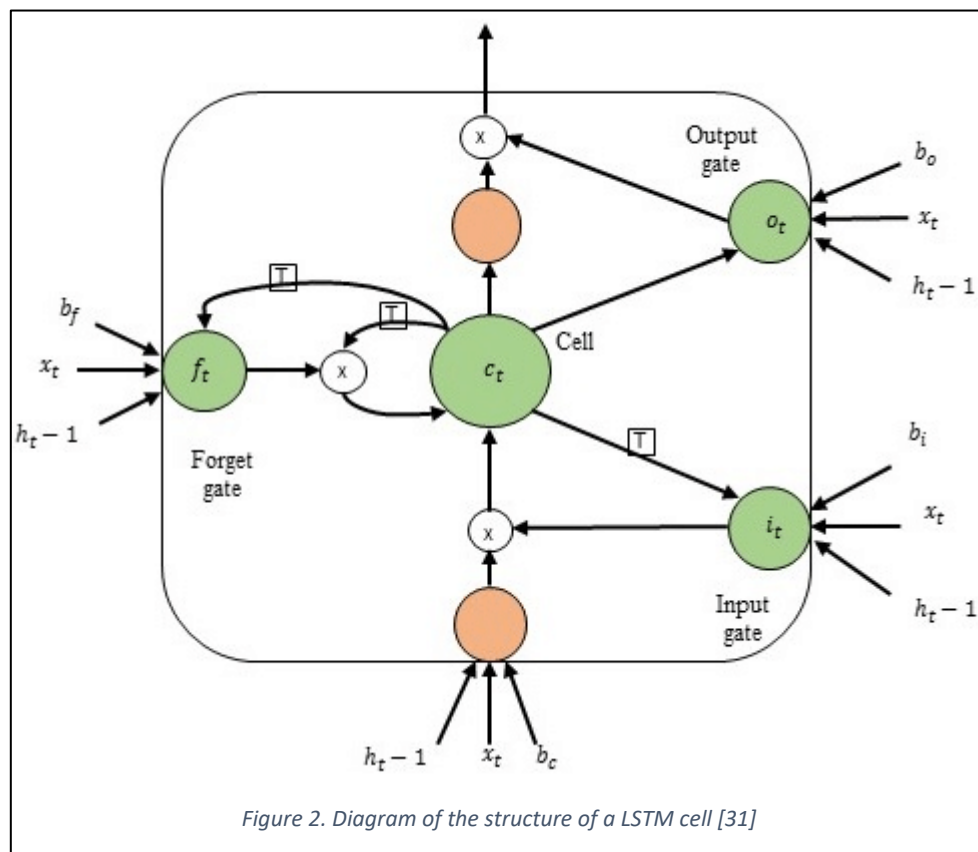 x
Output
gate
b_o
o_t
x_t
h_t − 1
T
T
b_f
x_t
f_t
x
c_t
Cell
h_t − 1
Forget
gate
T
b_i
x
i_t
x_t
h_t − 1
Input
gate
h_t − 1
x_t
b_c
Figure 2. Diagram of the structure of a LSTM cell [31]